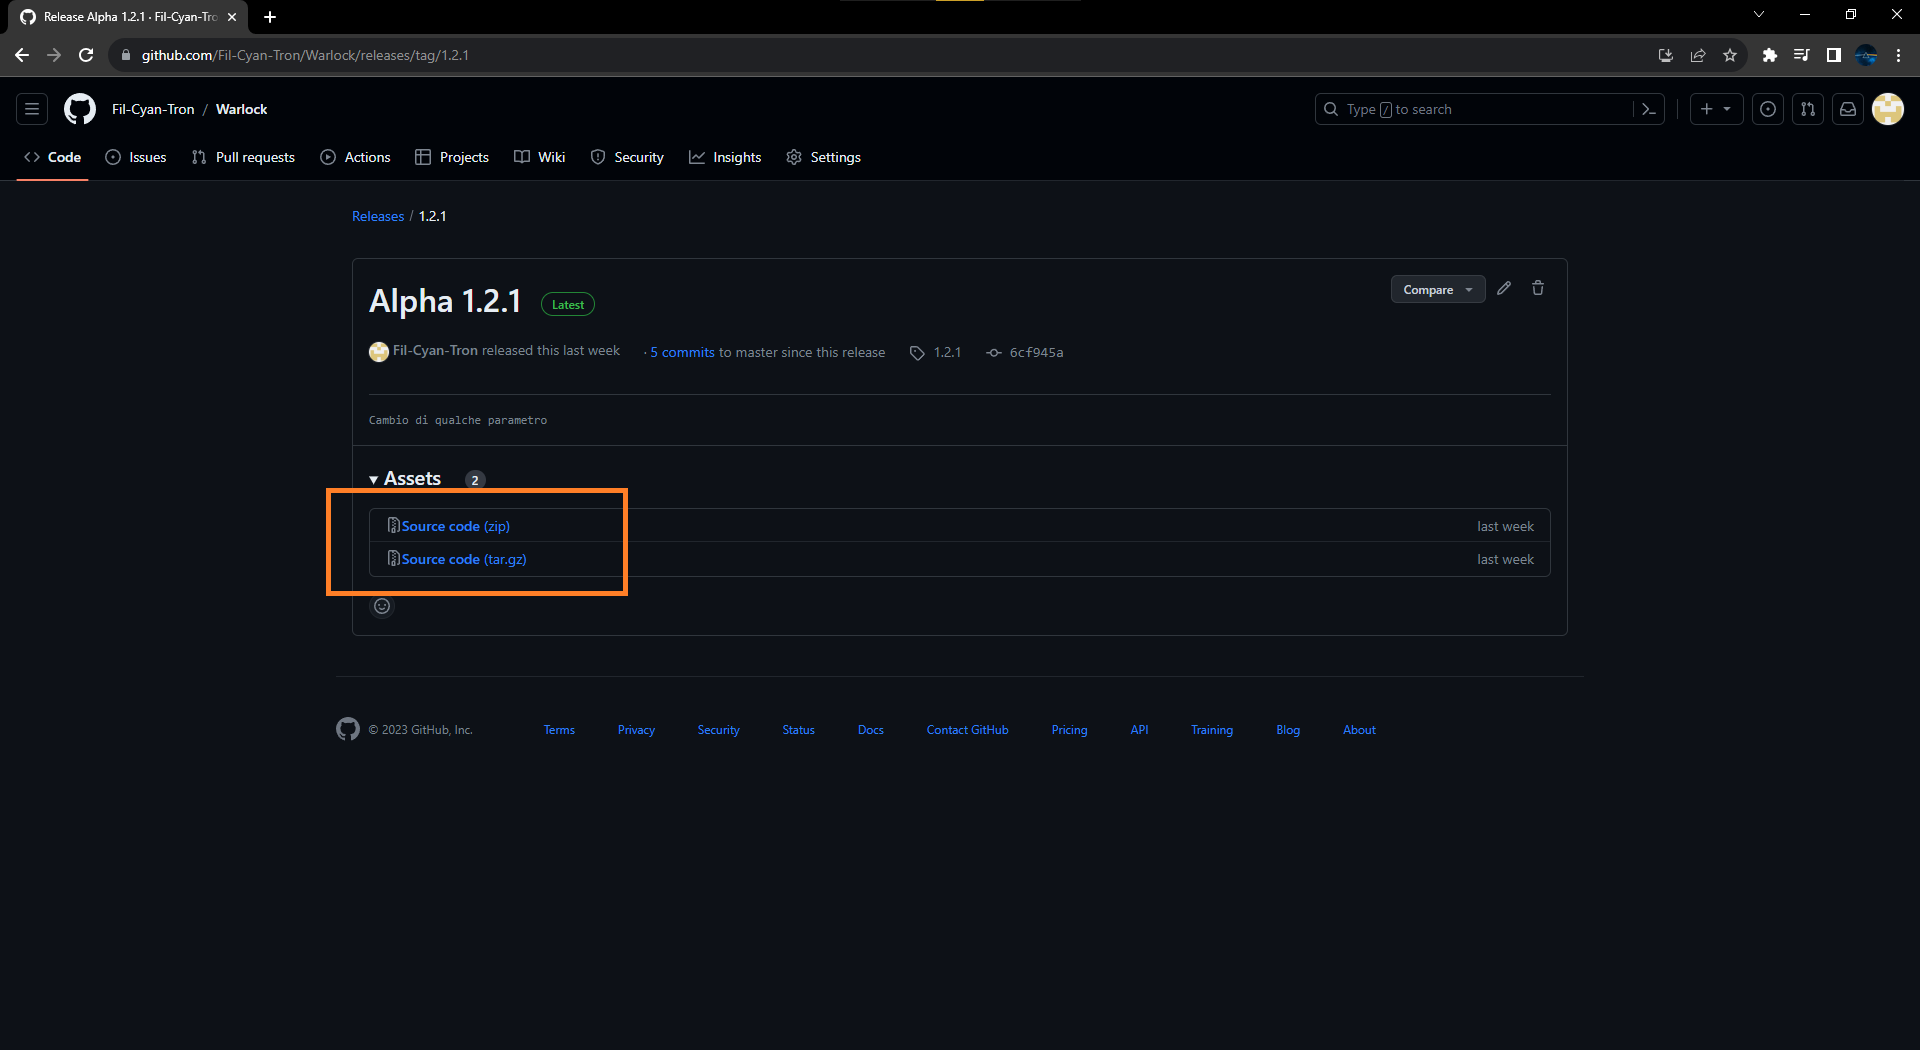 Release Alpha 1.2.1 · Fil-Cyan-Tro
github.com/Fil-Cyan-Tron/Warlock/releases/tag/1.2.1
Fil-Cyan-Tron / Warlock
Type / to search
Code Issues Pull requests Actions Projects Wiki Security Insights Settings
Releases / 1.2.1
Alpha 1.2.1 Latest
Compare
Fil-Cyan-Tron released this last week · 5 commits to master since this release 1.2.1 6cf945a
Cambio di qualche parametro
Assets 2
Source code (zip) last week
Source code (tar.gz) last week
© 2023 GitHub, Inc. Terms Privacy Security Status Docs Contact GitHub Pricing API Training Blog About